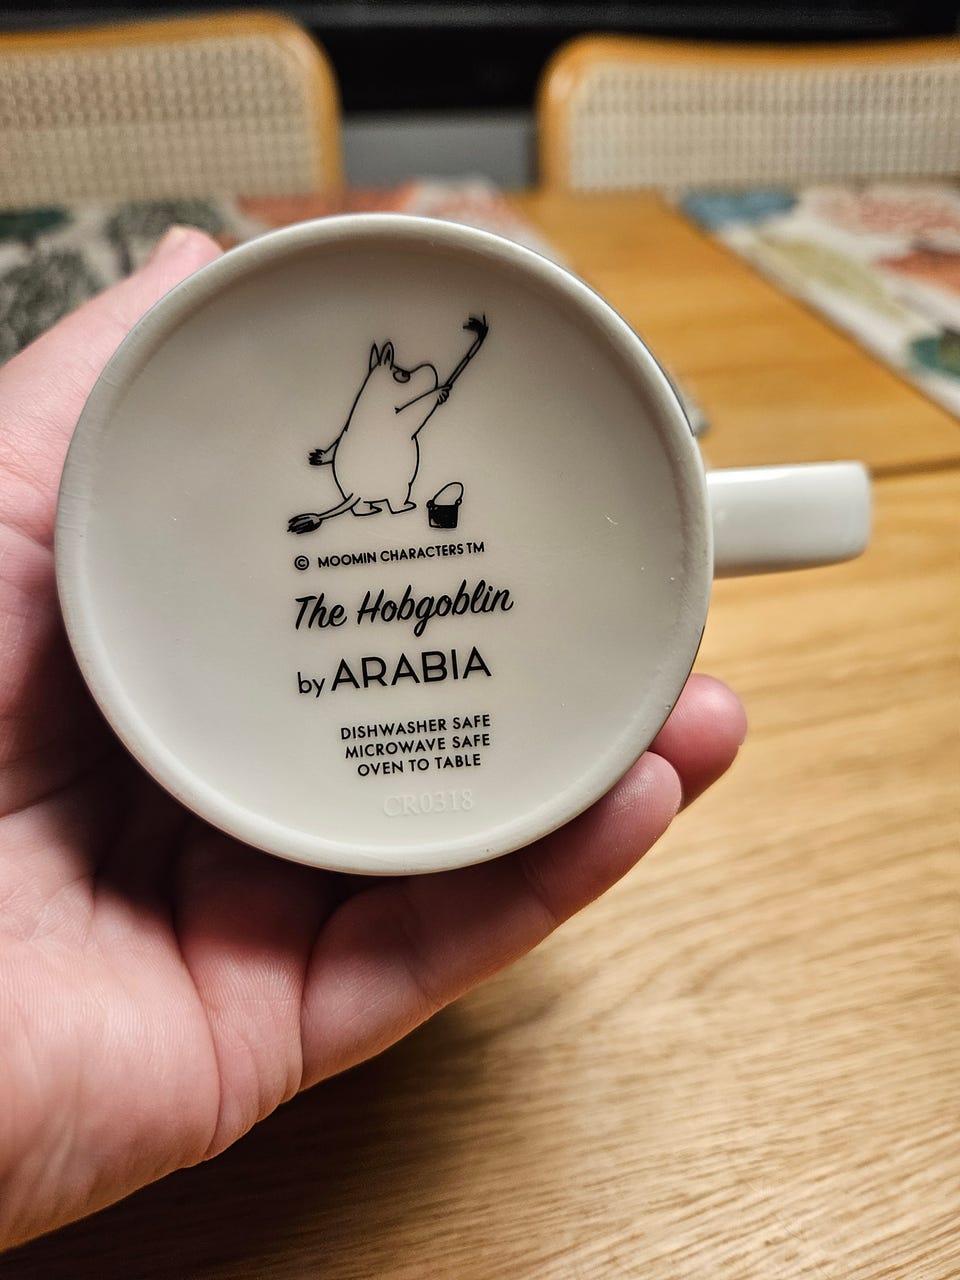 © MOOMIN CHARACTERS TM
The Hobgoblin
by ARABIA
DISHWASHER SAFE
MICROWAVE SAFE
OVEN TO TABLE
CR0318